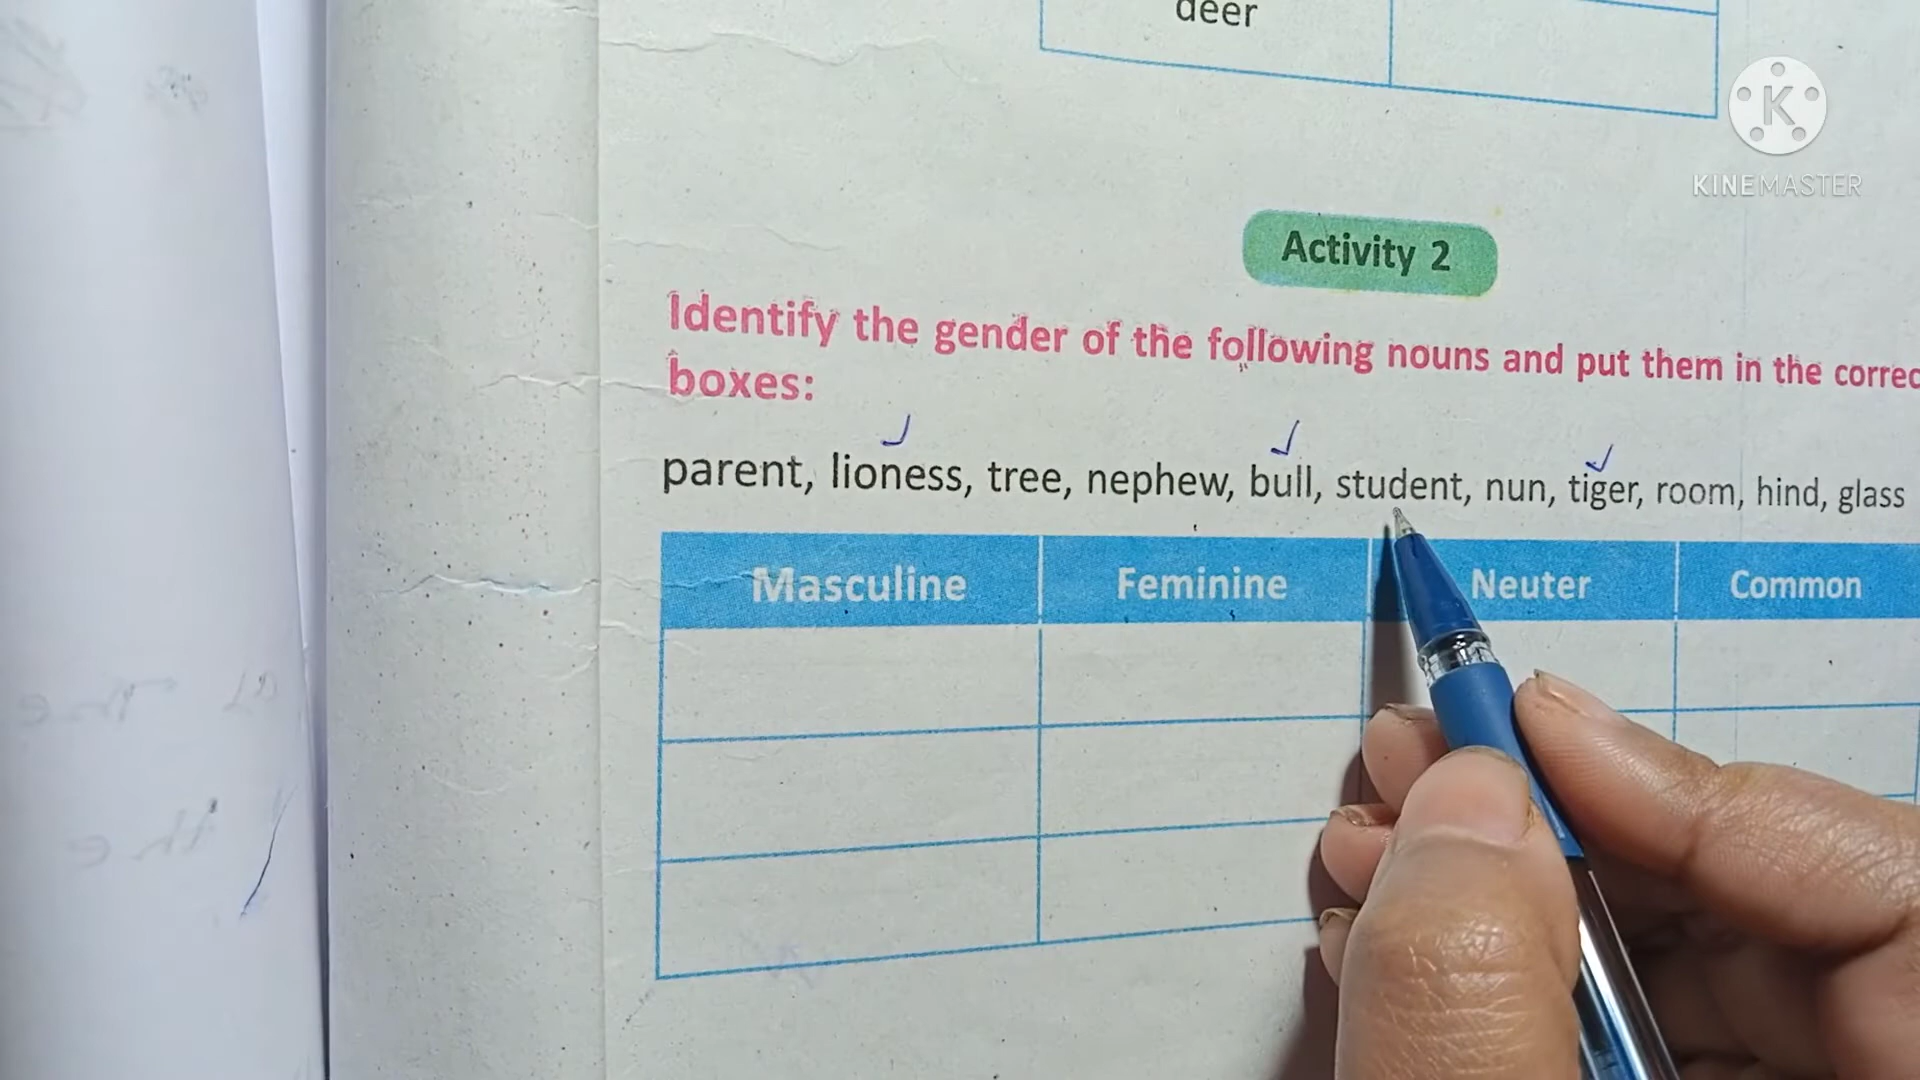 deer
KINEMASTER
Activity 2
Identify the gender of the following nouns and put them in the correc
boxes:
parent, lioness, tree, nephew, bull, student, nun, tiger, room, hind, glass
Masculine Feminine Neuter Common